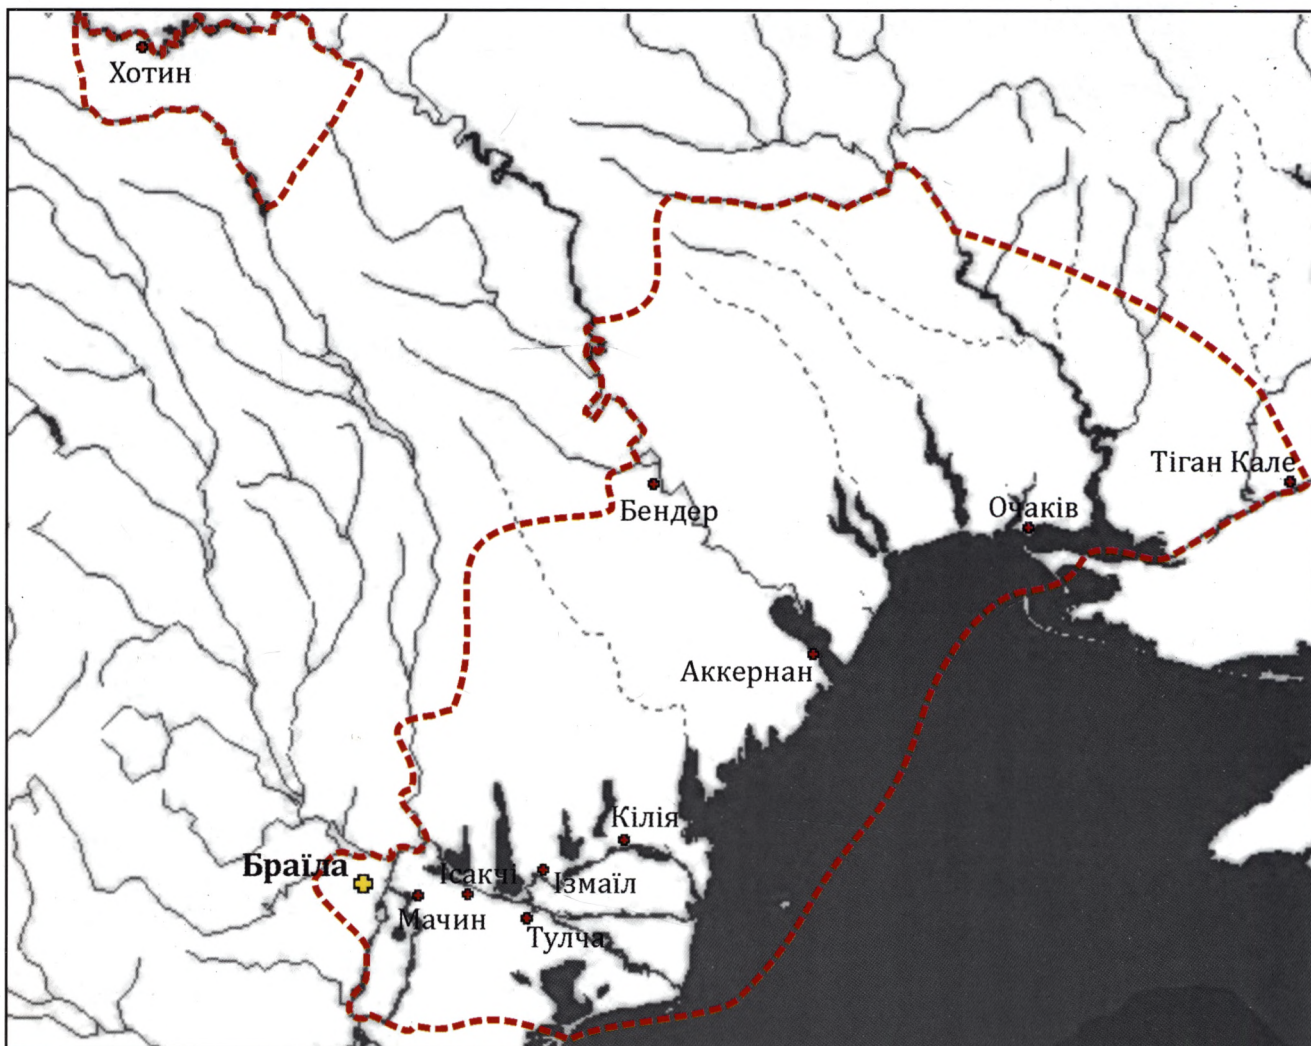 Хотин
Тіган Кале
Бендер
Очаків
Аккернан
Кілія
Браїла
Ісакчі
Ізмаїл
Мачин
Тулча